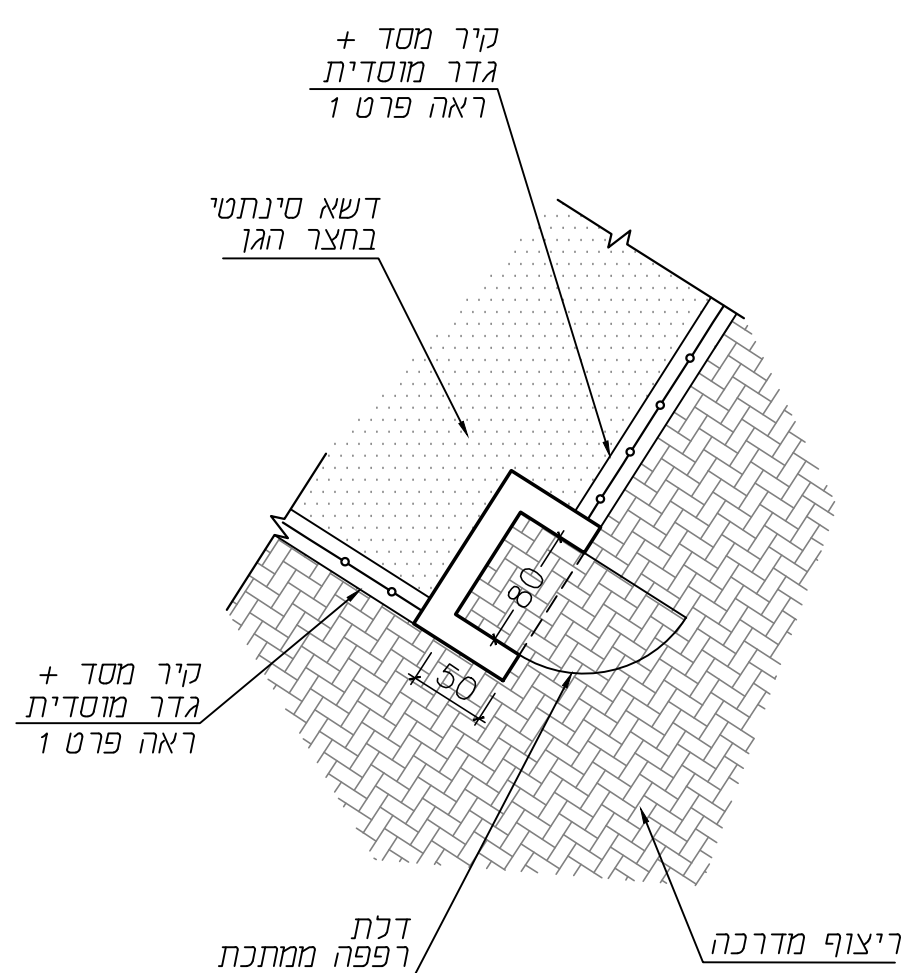 קיר מסד +
גדר מוסדית
ראה פרט 1
דשא סינתטי
בחצר הגן
80
50
קיר מסד +
גדר מוסדית
ראה פרט 1
דלת
רפפה ממתכת
ריצוף מדרכה